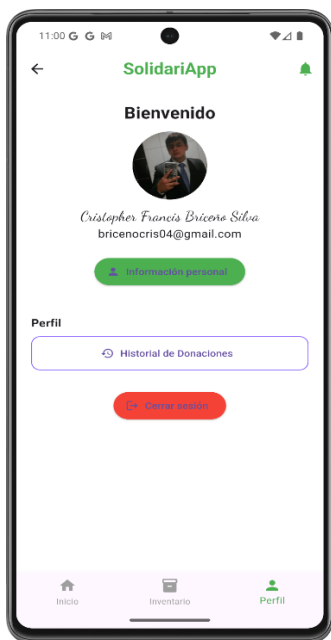 11:00 G G M
SolidariApp
Bienvenido
Cristopher Francis Briceno Silva
bricenocris04@gmail.com
Información personal
Perfil
Historial de Donaciones
Cerrar sesión
Inicio
Inventario
Perfil